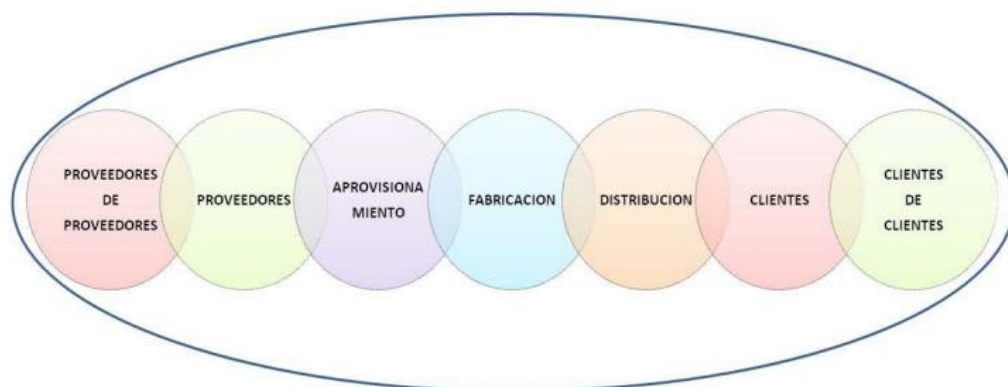 PROVEEDORES
DE
PROVEEDORES
PROVEEDORES
APROVISIONA
MIENTO
FABRICACION
DISTRIBUCION
CLIENTES
CLIENTES
DE
CLIENTES